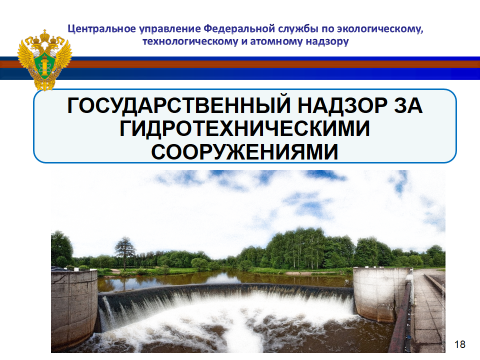 Центральное управление Федеральной службы по экологическому,
технологическому и атомному надзору
ГОСУДАРСТВЕННЫЙ НАДЗОР ЗА
ГИДРОТЕХНИЧЕСКИМИ
СООРУЖЕНИЯМИ
18